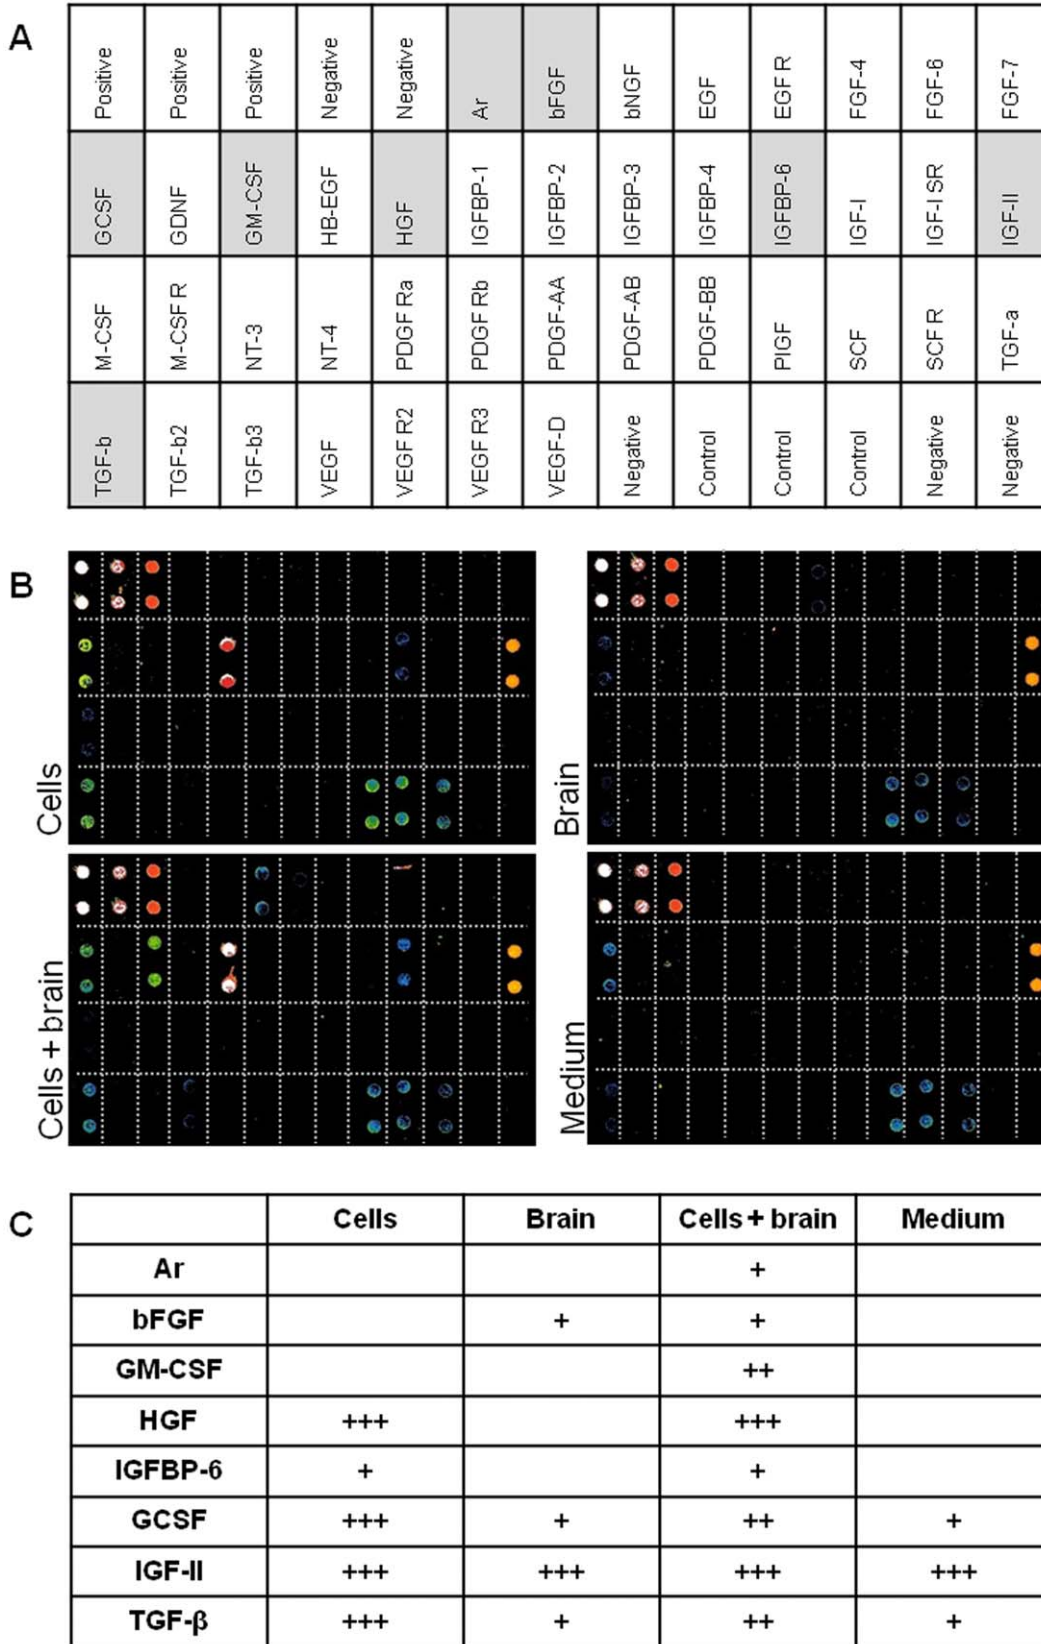 A
Positive Positive Positive Negative Negative Ar bFGF bNGF EGF EGF R FGF-4 FGF-6 FGF-7
GCSF GDNF GM-CSF HB-EGF HGF IGFBP-1 IGFBP-2 IGFBP-3 IGFBP-4 IGFBP-6 IGF-I IGF-I SR IGF-II
M-CSF M-CSF R NT-3 NT-4 PDGF Ra PDGF Rb PDGF-AA PDGF-AB PDGF-BB PlGF SCF SCF R TGF-a
TGF-b TGF-b2 TGF-b3 VEGF VEGF R2 VEGF R3 VEGF-D Negative Control Control Control Negative Negative
B
Cells
Brain
Cells + brain
Medium
C
Cells Brain Cells + brain Medium
Ar +
bFGF + +
GM-CSF ++
HGF +++ +++
IGFBP-6 + +
GCSF +++ + ++ +
IGF-II +++ +++ +++ +++
TGF-β +++ + ++ +